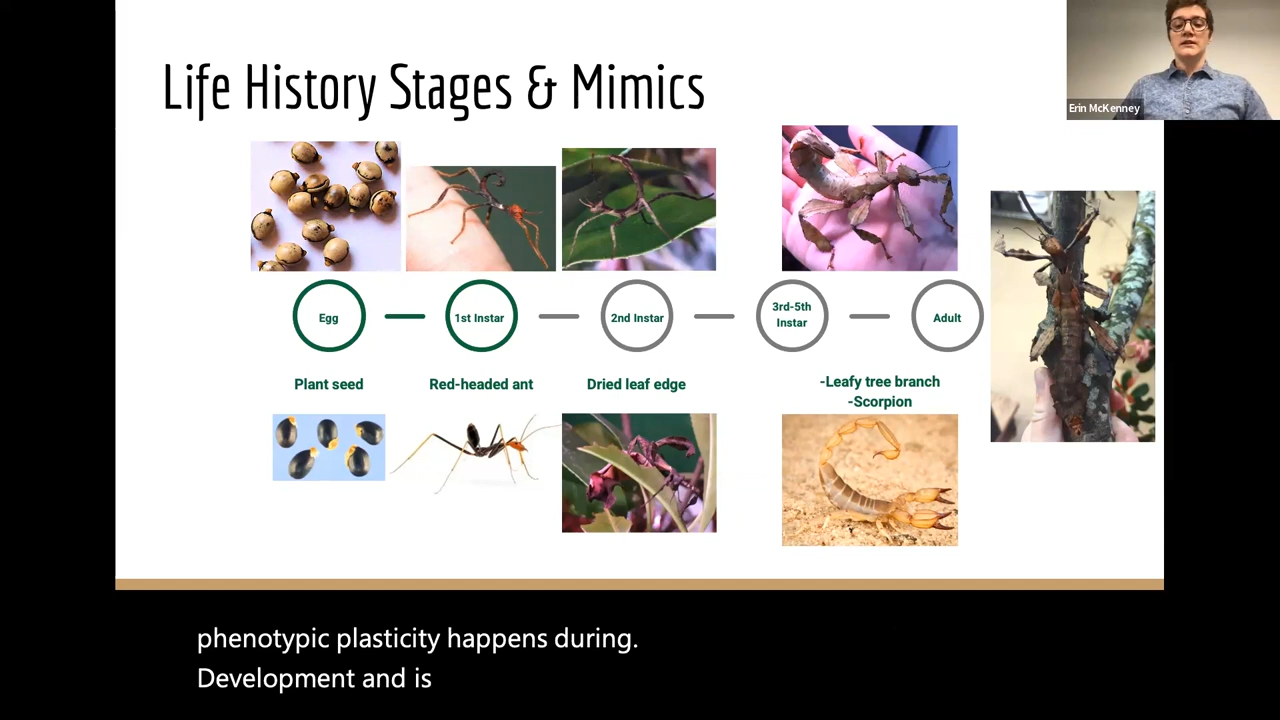 Life History Stages & Mimics
Erin McKenney
Egg
1st Instar
2nd Instar
3rd-5th
Instar
Adult
Plant seed
Red-headed ant
Dried leaf edge
-Leafy tree branch
-Scorpion
phenotypic plasticity happens during.
Development and is